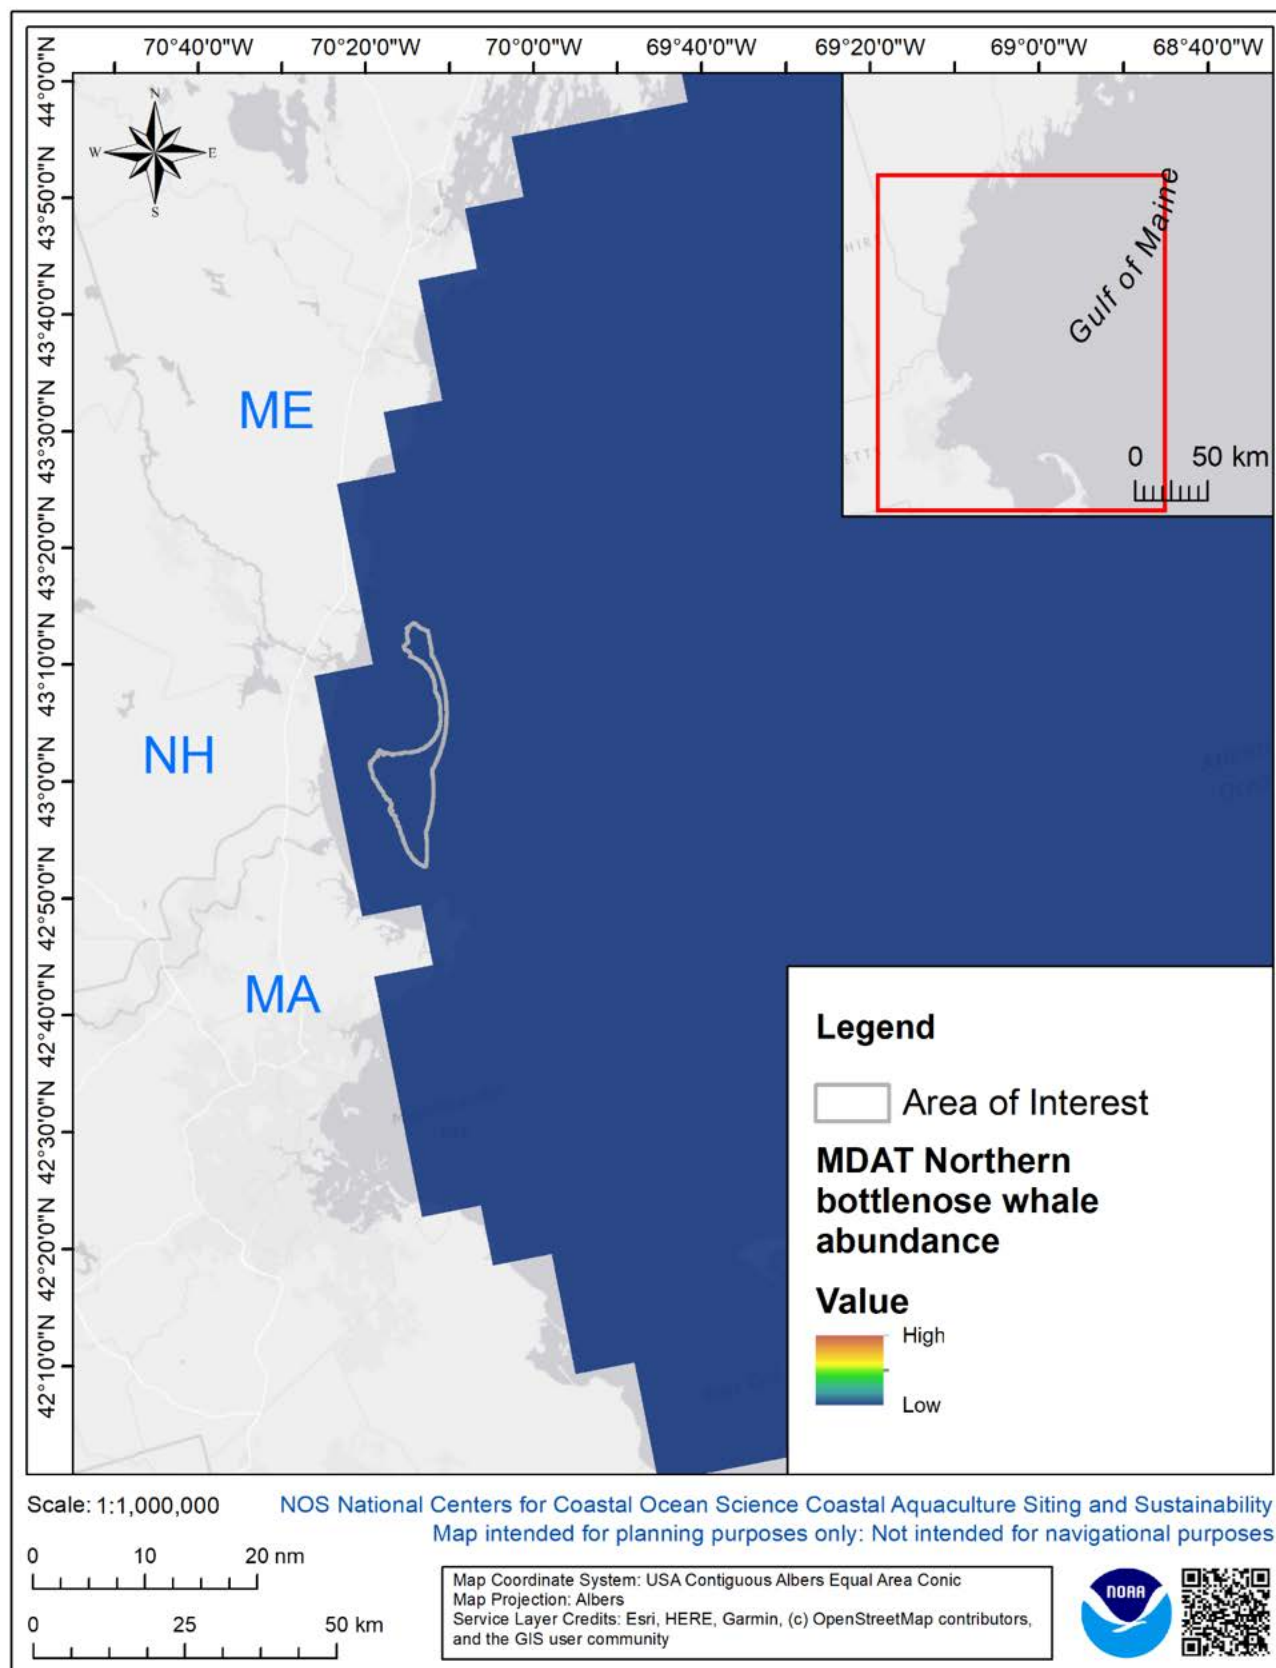 70°40'0"W 70°20'0"W 70°0'0"W 69°40'0"W 69°20'0"W 69°0'0"W 68°40'0"W
44°0'0"N
43°50'0"N
43°40'0"N
43°30'0"N
43°20'0"N
43°10'0"N
43°0'0"N
42°50'0"N
42°40'0"N
42°30'0"N
42°20'0"N
42°10'0"N
N
W E
S
Gulf of Maine
0 50 km
ME
NH
MA
Legend
Area of Interest
MDAT Northern
bottlenose whale
abundance
Value
High
Low
Scale: 1:1,000,000
NOS National Centers for Coastal Ocean Science Coastal Aquaculture Siting and Sustainability
Map intended for planning purposes only: Not intended for navigational purposes
0 10 20 nm
0 25 50 km
Map Coordinate System: USA Contiguous Albers Equal Area Conic
Map Projection: Albers
Service Layer Credits: Esri, HERE, Garmin, (c) OpenStreetMap contributors,
and the GIS user community
NOAA